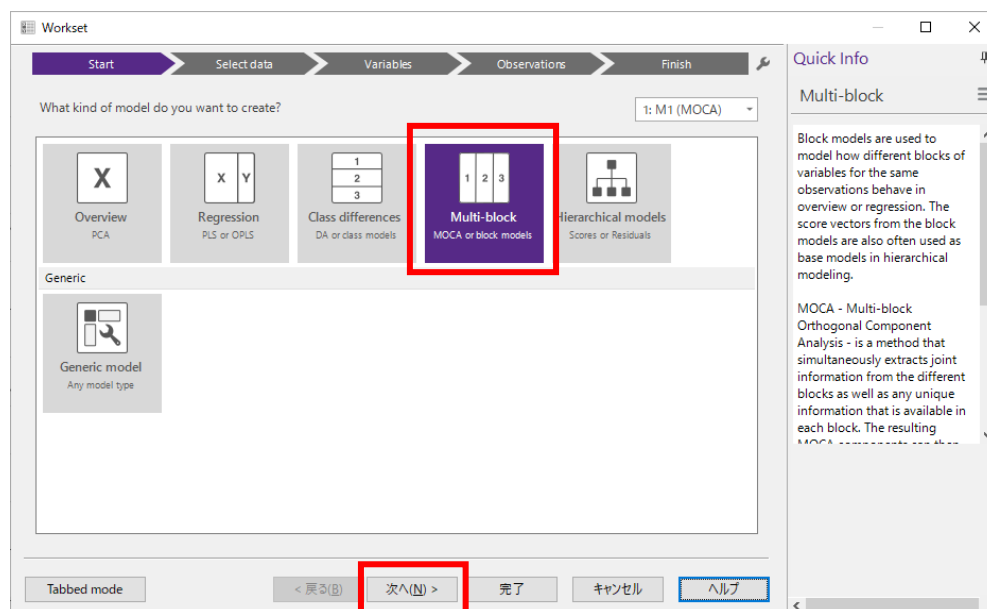 Workset
Start
Select data
Variables
Observations
Finish
What kind of model do you want to create?
1: M1 (MOCA)
X
Overview
PCA
X Y
Regression
PLS or OPLS
1
2
3
Class differences
DA or class models
1 2 3
Multi-block
MOCA or block models
Hierarchical models
Scores or Residuals
Generic
Generic model
Any model type
Tabbed mode
< 戻る(B)
次へ(N) >
完了
キャンセル
ヘルプ
Quick Info
Multi-block
Block models are used to
model how different blocks of
variables for the same
observations behave in
overview or regression. The
score vectors from the block
models are also often used as
base models in hierarchical
modeling.
MOCA - Multi-block
Orthogonal Component
Analysis - is a method that
simultaneously extracts joint
information from the different
blocks as well as any unique
information that is available in
each block. The resulting
MOCA components can then